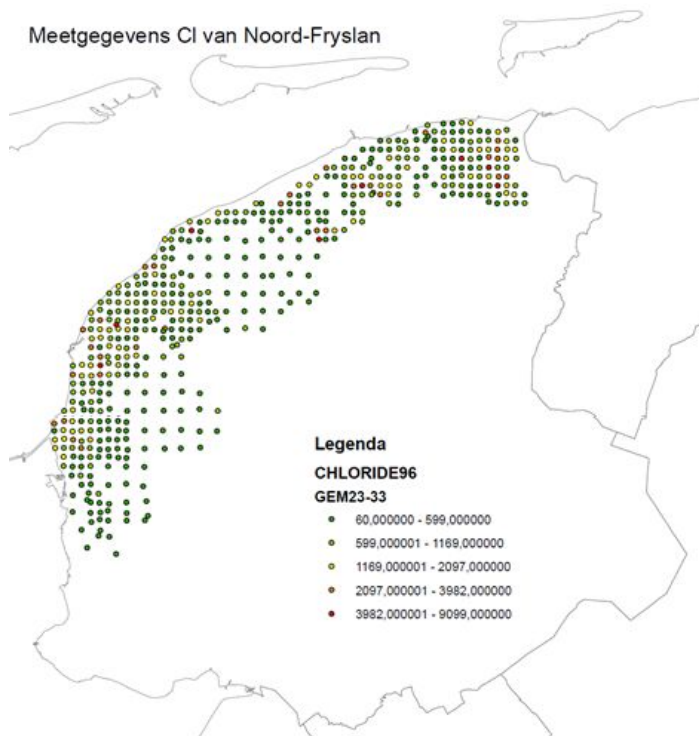 Meetgegevens Cl van Noord-Fryslan
Legenda
CHLORIDE96
GEM23-33
60,000000 - 599,000000
599,000001 - 1169,000000
1169,000001 - 2097,000000
2097,000001 - 3982,000000
3982,000001 - 9099,000000